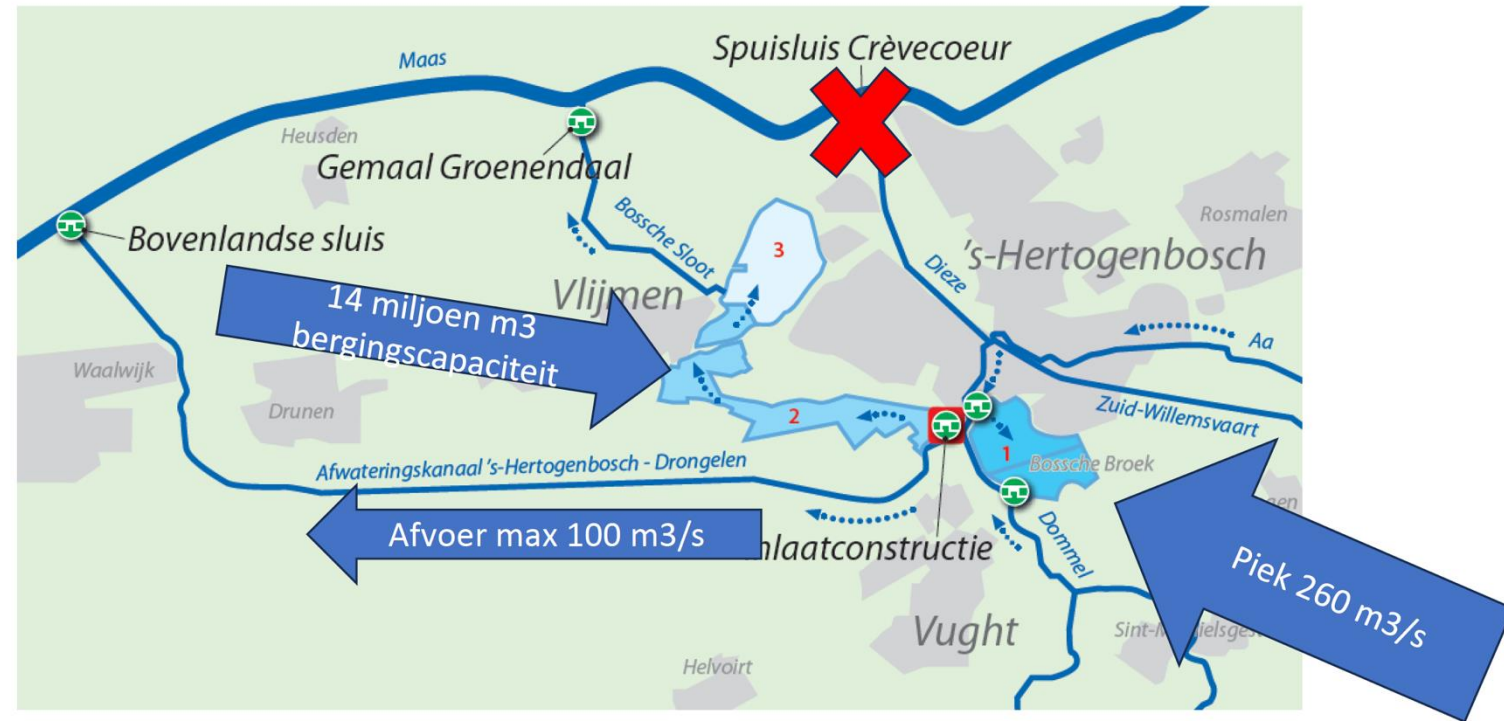 Spuisluis Crèvecoeur
Maas
Heusden
Gemaal Groenendaal
Rosmalen
Bossche Sloot
3
's-Hertogenbosch
Bovenlandse sluis
Dieze
Vlijmen
14 miljoen m3
bergingscapaciteit
Aa
Waalwijk
Drunen
2
Zuid-Willemsvaart
1
Bossche Broek
Afwateringskanaal 's-Hertogenbosch - Drongelen
Afvoer max 100 m3/s
Dommel
Piek 260 m3/s
Vught
Helvoirt